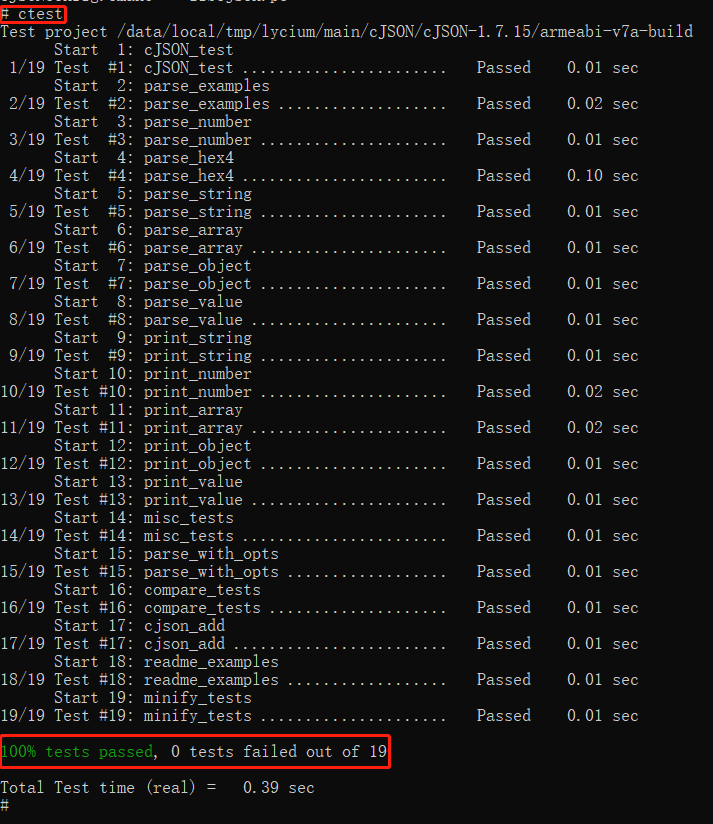 # ctest
Test project /data/local/tmp/lycium/main/cJSON/cJSON-1.7.15/armeabi-v7a-build
      Start  1: cJSON_test
 1/19 Test  #1: cJSON_test .......................   Passed    0.01 sec
      Start  2: parse_examples
 2/19 Test  #2: parse_examples ...................   Passed    0.02 sec
      Start  3: parse_number
 3/19 Test  #3: parse_number .....................   Passed    0.01 sec
      Start  4: parse_hex4
 4/19 Test  #4: parse_hex4 .......................   Passed    0.10 sec
      Start  5: parse_string
 5/19 Test  #5: parse_string .....................   Passed    0.01 sec
      Start  6: parse_array
 6/19 Test  #6: parse_array ......................   Passed    0.01 sec
      Start  7: parse_object
 7/19 Test  #7: parse_object .....................   Passed    0.01 sec
      Start  8: parse_value
 8/19 Test  #8: parse_value ......................   Passed    0.01 sec
      Start  9: print_string
 9/19 Test  #9: print_string .....................   Passed    0.01 sec
      Start 10: print_number
10/19 Test #10: print_number .....................   Passed    0.02 sec
      Start 11: print_array
11/19 Test #11: print_array ......................   Passed    0.02 sec
      Start 12: print_object
12/19 Test #12: print_object .....................   Passed    0.01 sec
      Start 13: print_value
13/19 Test #13: print_value ......................   Passed    0.01 sec
      Start 14: misc_tests
14/19 Test #14: misc_tests .......................   Passed    0.01 sec
      Start 15: parse_with_opts
15/19 Test #15: parse_with_opts ..................   Passed    0.01 sec
      Start 16: compare_tests
16/19 Test #16: compare_tests ....................   Passed    0.01 sec
      Start 17: cjson_add
17/19 Test #17: cjson_add ........................   Passed    0.01 sec
      Start 18: readme_examples
18/19 Test #18: readme_examples ..................   Passed    0.01 sec
      Start 19: minify_tests
19/19 Test #19: minify_tests .....................   Passed    0.01 sec
100% tests passed, 0 tests failed out of 19
Total Test time (real) =   0.39 sec
#